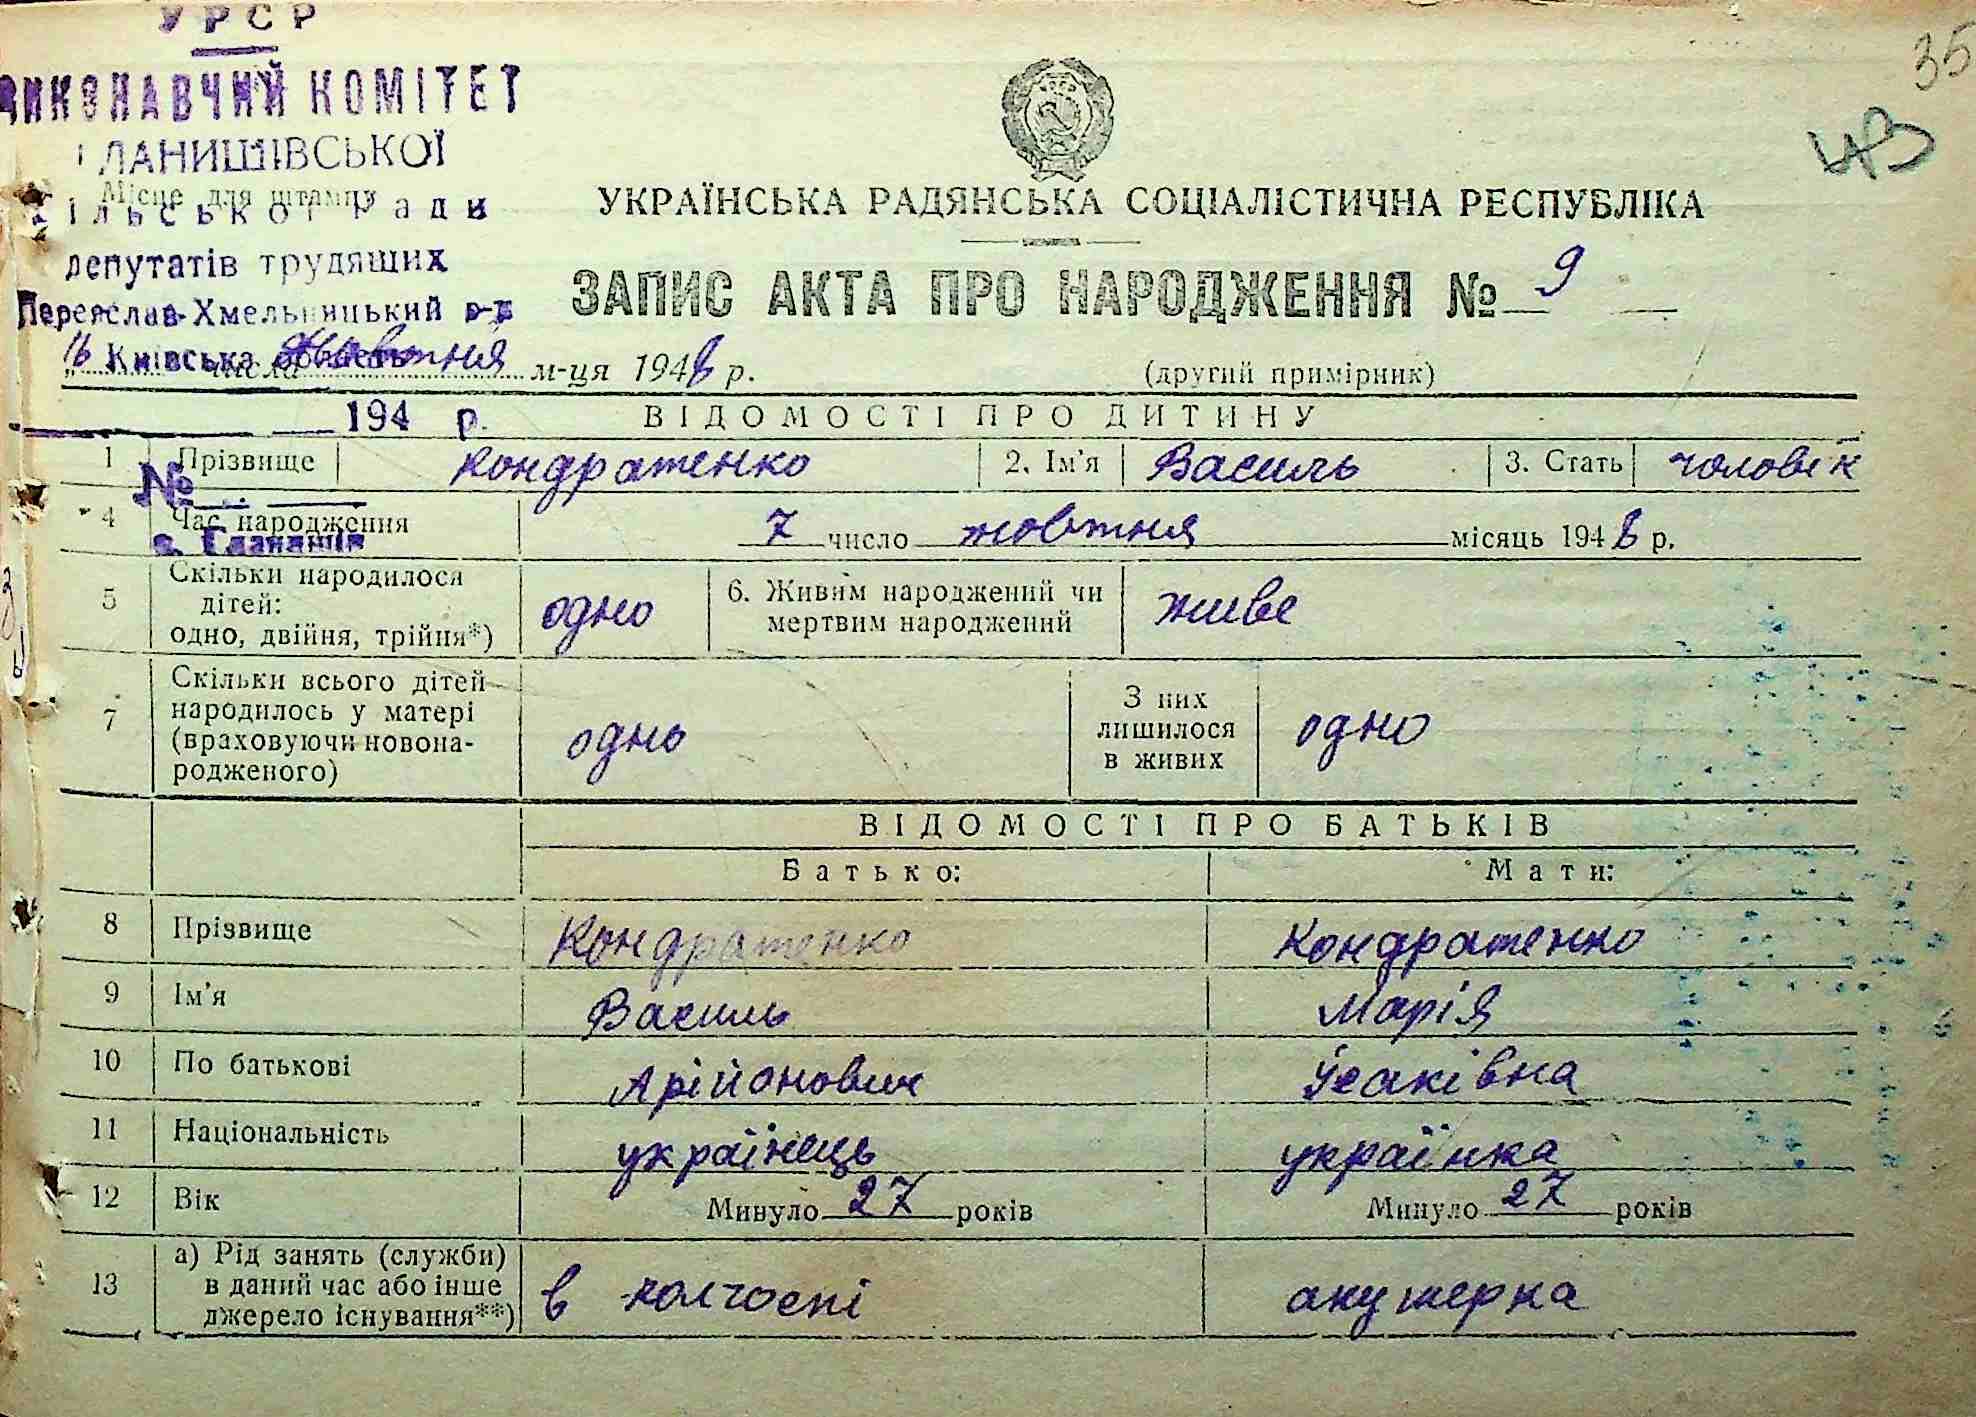 35
УРСР
ВИКОНАВЧИЙ КОМІТЕТ
ГЛАНИШІВСЬКОЇ
Місце для штампу
сільської Ради
депутатів трудящих
Переяслав-Хмельницький р-н
Київська область
194 р.
№
с. Гланишів
УКРАЇНСЬКА РАДЯНСЬКА СОЦІАЛІСТИЧНА РЕСПУБЛІКА
ЗАПИС АКТА ПРО НАРОДЖЕННЯ № 9
„16 числа жовтня м-ця 1948 р.
(другий примірник)
ВІДОМОСТІ ПРО ДИТИНУ
1 Прізвище Кондратенко 2. Ім'я Василь 3. Стать чоловік
4 Час народження 7 число жовтня місяць 1948 р.
5 Скільки народилося дітей: одно, двійня, трійня*) одно 6. Живим народжений чи мертвим народжений живе
7 Скільки всього дітей народилось у матері (враховуючи новонародженого) одно З них лишилося в живих одно
ВІДОМОСТІ ПРО БАТЬКІВ
Батько: Мати:
8 Прізвище Кондратенко Кондратенко
9 Ім'я Василь Марія
10 По батькові Арійонович Ісаківна
11 Національність українець українка
12 Вік Минуло 27 років Минуло 27 років
13 а) Рід занять (служби) в даний час або інше джерело існування**) в колгоспі акушерка